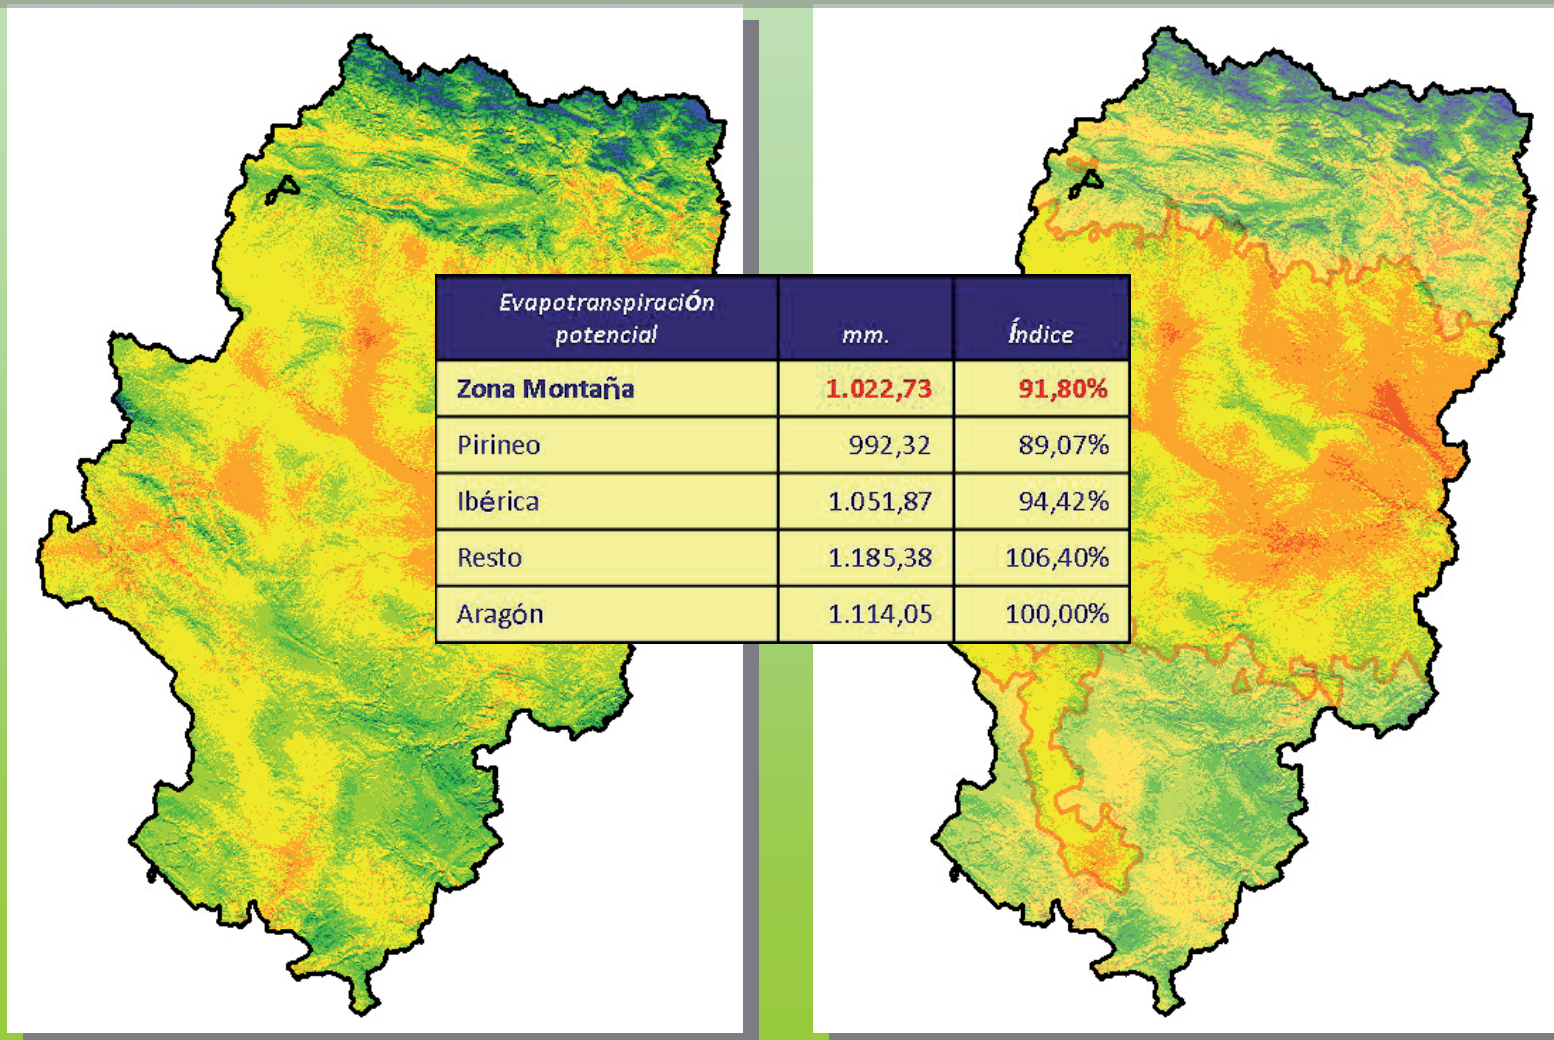 Evapotranspiración
potencial mm. Índice
Zona Montaña 1.022,73 91,80%
Pirineo 992,32 89,07%
Ibérica 1.051,87 94,42%
Resto 1.185,38 106,40%
Aragón 1.114,05 100,00%